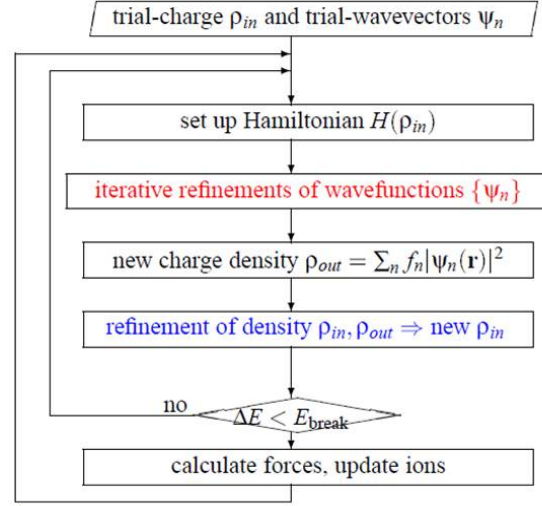 trial-charge ρ_in and trial-wavevectors ψ_n
set up Hamiltonian H(ρ_in)
iterative refinements of wavefunctions {ψ_n}
new charge density ρ_out = ∑_n f_n|ψ_n(r)|²
refinement of density ρ_in, ρ_out ⇒ new ρ_in
no
ΔE < E_break
calculate forces, update ions